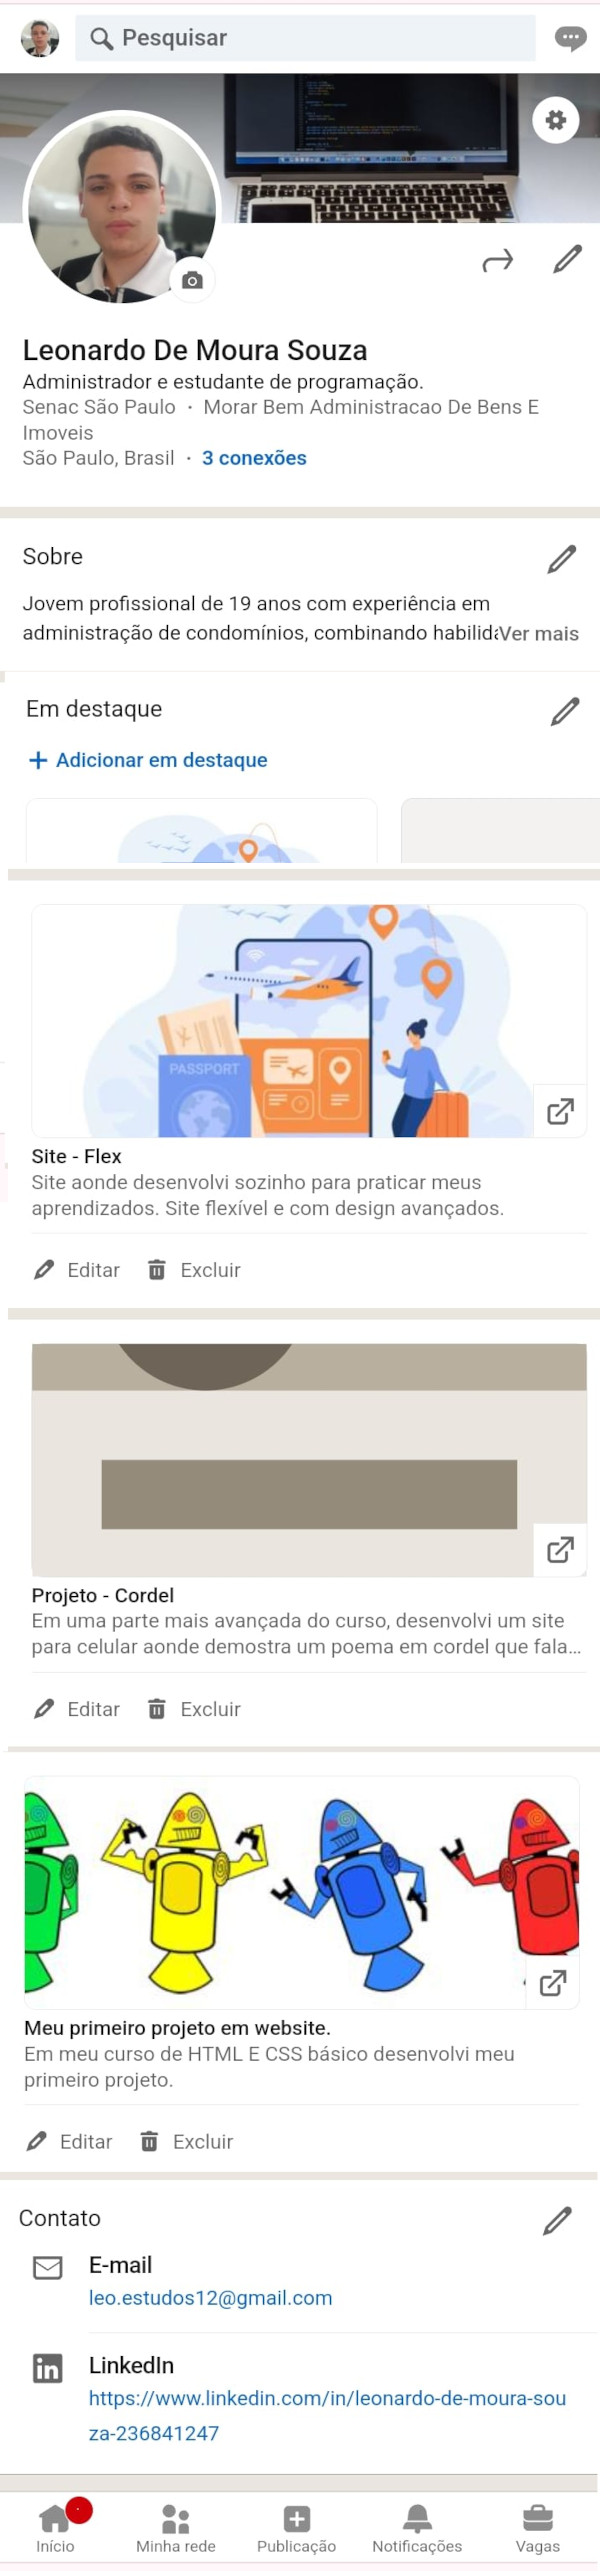 Pesquisar
Leonardo De Moura Souza
Administrador e estudante de programação.
Senac São Paulo · Morar Bem Administracao De Bens E
Imoveis
São Paulo, Brasil · 3 conexões
Sobre
Jovem profissional de 19 anos com experiência em
administração de condomínios, combinando habilida Ver mais
Em destaque
+ Adicionar em destaque
PASSPORT
Site - Flex
Site aonde desenvolvi sozinho para praticar meus
aprendizados. Site flexível e com design avançados.
Editar Excluir
Projeto - Cordel
Em uma parte mais avançada do curso, desenvolvi um site
para celular aonde demostra um poema em cordel que fala...
Editar Excluir
Meu primeiro projeto em website.
Em meu curso de HTML E CSS básico desenvolvi meu
primeiro projeto.
Editar Excluir
Contato
E-mail
leo.estudos12@gmail.com
in LinkedIn
https://www.linkedin.com/in/leonardo-de-moura-sou
za-236841247
Início Minha rede Publicação Notificações Vagas